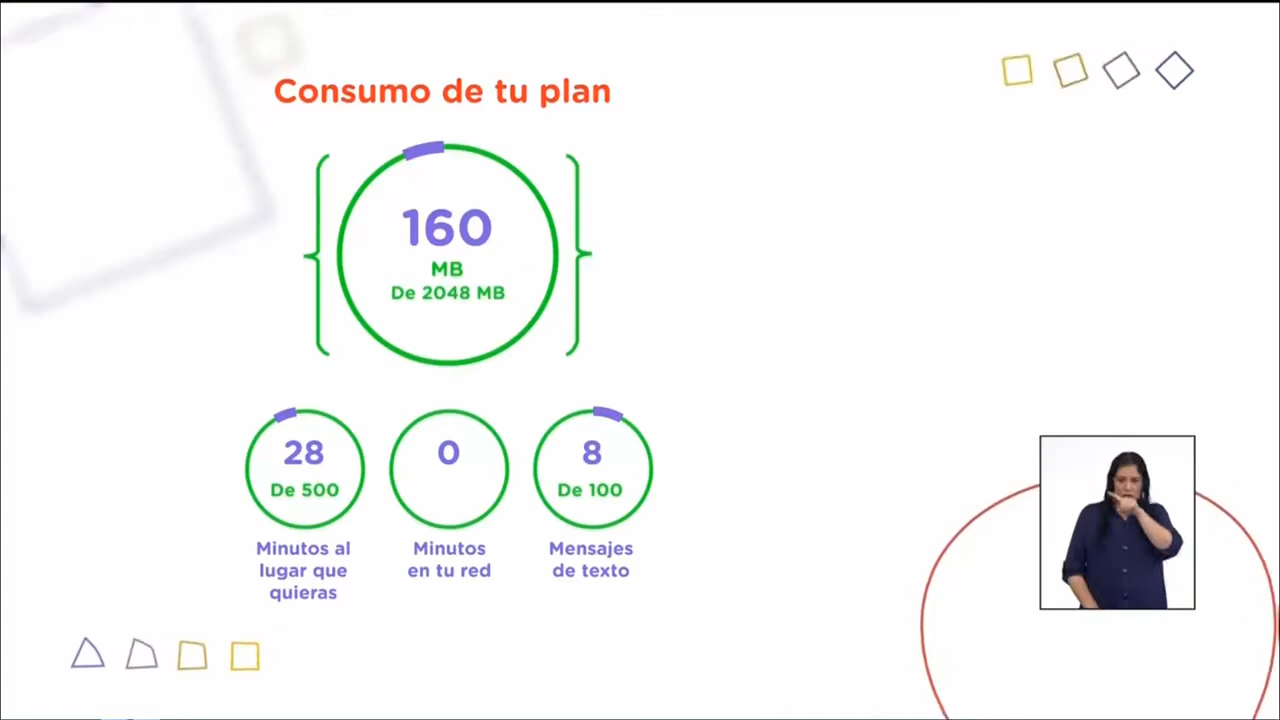 Consumo de tu plan
160
MB
De 2048 MB
28
De 500
Minutos al
lugar que
quieras
0
Minutos
en tu red
8
De 100
Mensajes
de texto